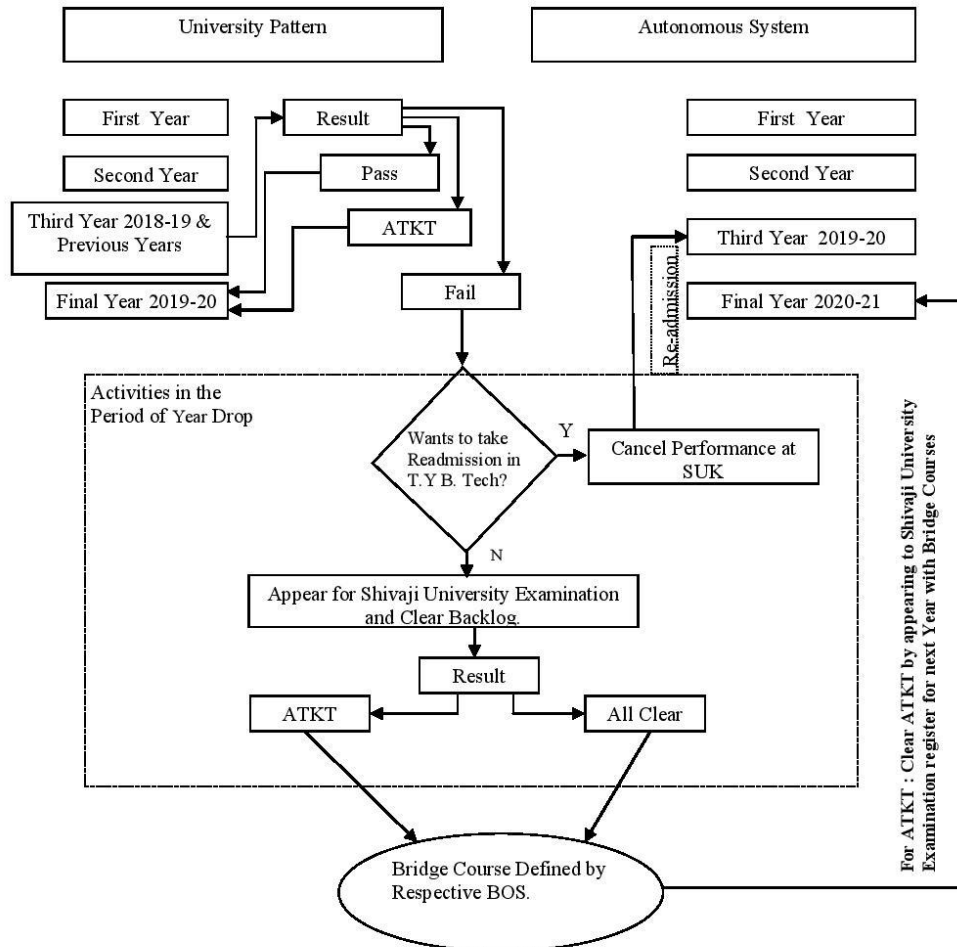 University Pattern
Autonomous System
First Year
Result
First Year
Second Year
Pass
Second Year
Third Year 2018-19 &
Previous Years
ATKT
Third Year 2019-20
Final Year 2019-20
Fail
Re-admission
Final Year 2020-21
Activities in the
Period of Year Drop
Wants to take
Readmission in
T.Y B. Tech?
Y
Cancel Performance at
SUK
N
Appear for Shivaji University Examination
and Clear Backlog.
Result
ATKT
All Clear
For ATKT : Clear ATKT by appearing to Shivaji University
Examination register for next Year with Bridge Courses
Bridge Course Defined by
Respective BOS.